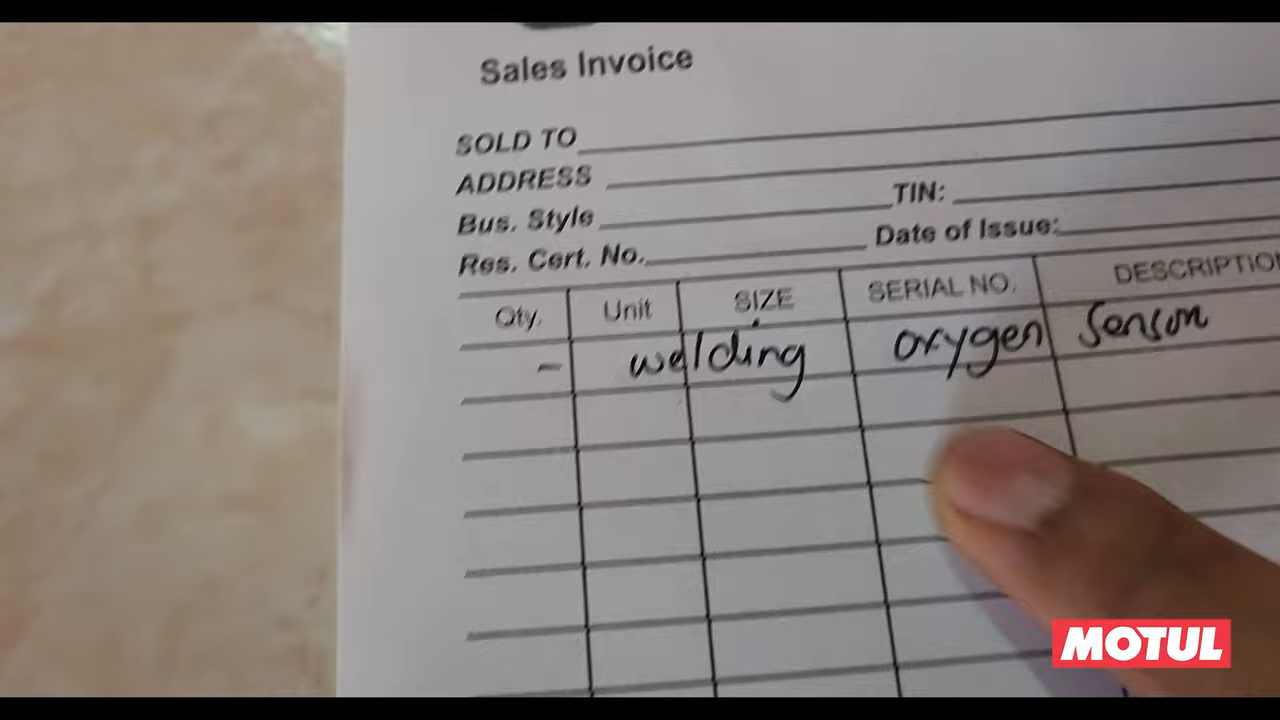 Sales Invoice
SOLD TO
ADDRESS
Bus. Style TIN:
Res. Cert. No. Date of Issue:
Qty. Unit SIZE SERIAL NO. DESCRIPTIO
- welding oxygen Sensor
MOTUL